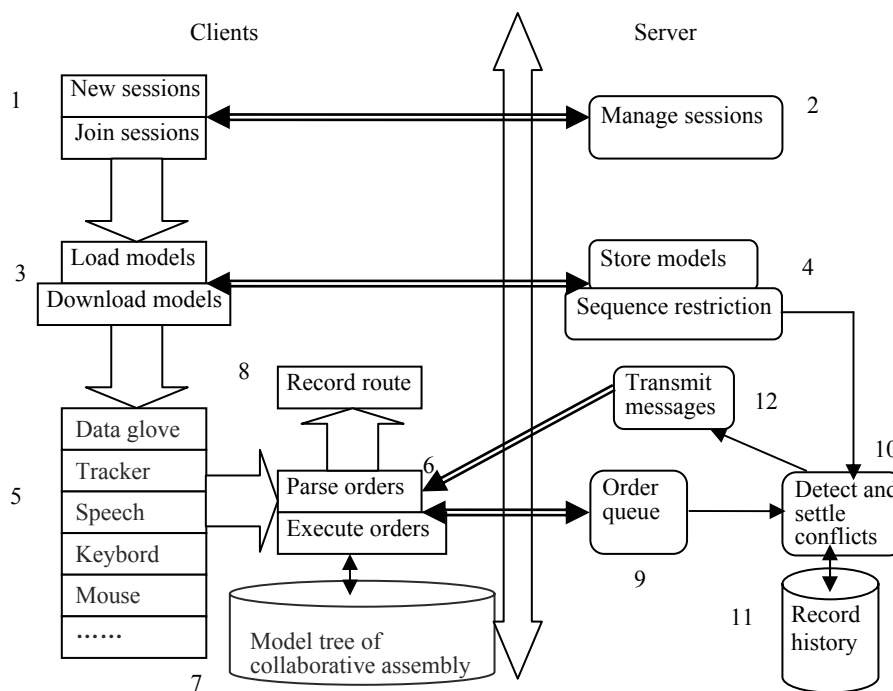 Clients
Server
1
New sessions
Join sessions
Manage sessions
2
3
Load models
Download models
Store models
Sequence restriction
4
8
Record route
Transmit
messages
12
5
Data glove
Tracker
Speech
Keybord
Mouse
......
6
Parse orders
Execute orders
Order
queue
9
10
Detect and
settle
conflicts
7
Model tree of
collaborative assembly
11
Record
history